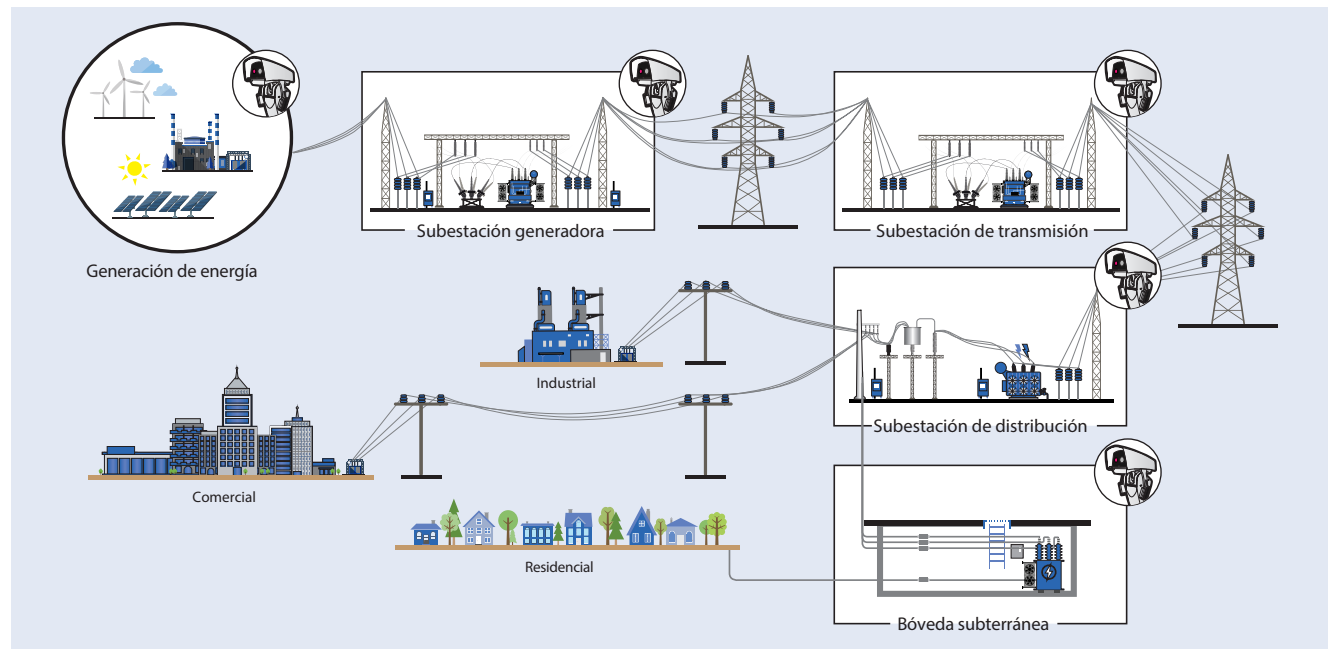 Generación de energía
Subestación generadora
Subestación de transmisión
Industrial
Subestación de distribución
Comercial
Residencial
Bóveda subterránea